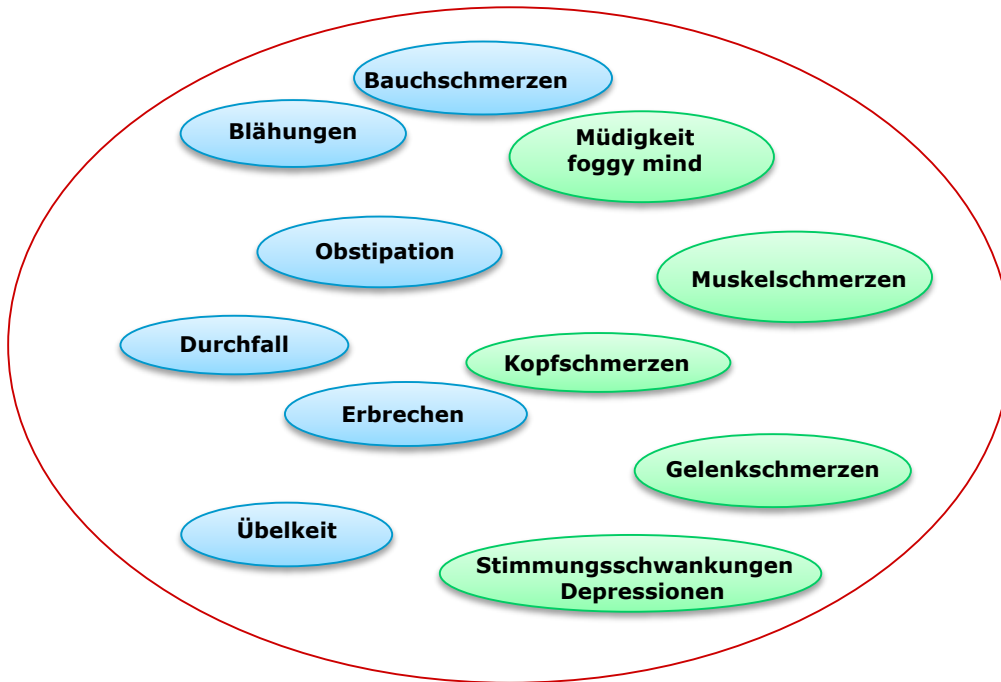 Bauchschmerzen
Blähungen
Müdigkeit
foggy mind
Obstipation
Muskelschmerzen
Durchfall
Kopfschmerzen
Erbrechen
Gelenkschmerzen
Übelkeit
Stimmungsschwankungen
Depressionen